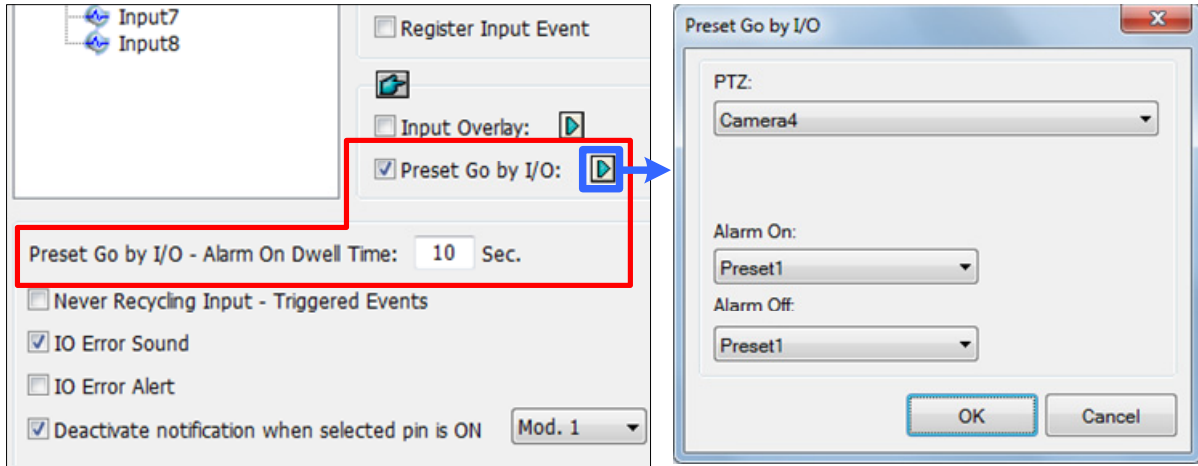 Input7
Input8
Register Input Event
Input Overlay:
Preset Go by I/O:
Preset Go by I/O - Alarm On Dwell Time: 10 Sec.
Never Recycling Input - Triggered Events
IO Error Sound
IO Error Alert
Deactivate notification when selected pin is ON Mod. 1
Preset Go by I/O
PTZ:
Camera4
Alarm On:
Preset1
Alarm Off:
Preset1
OK Cancel